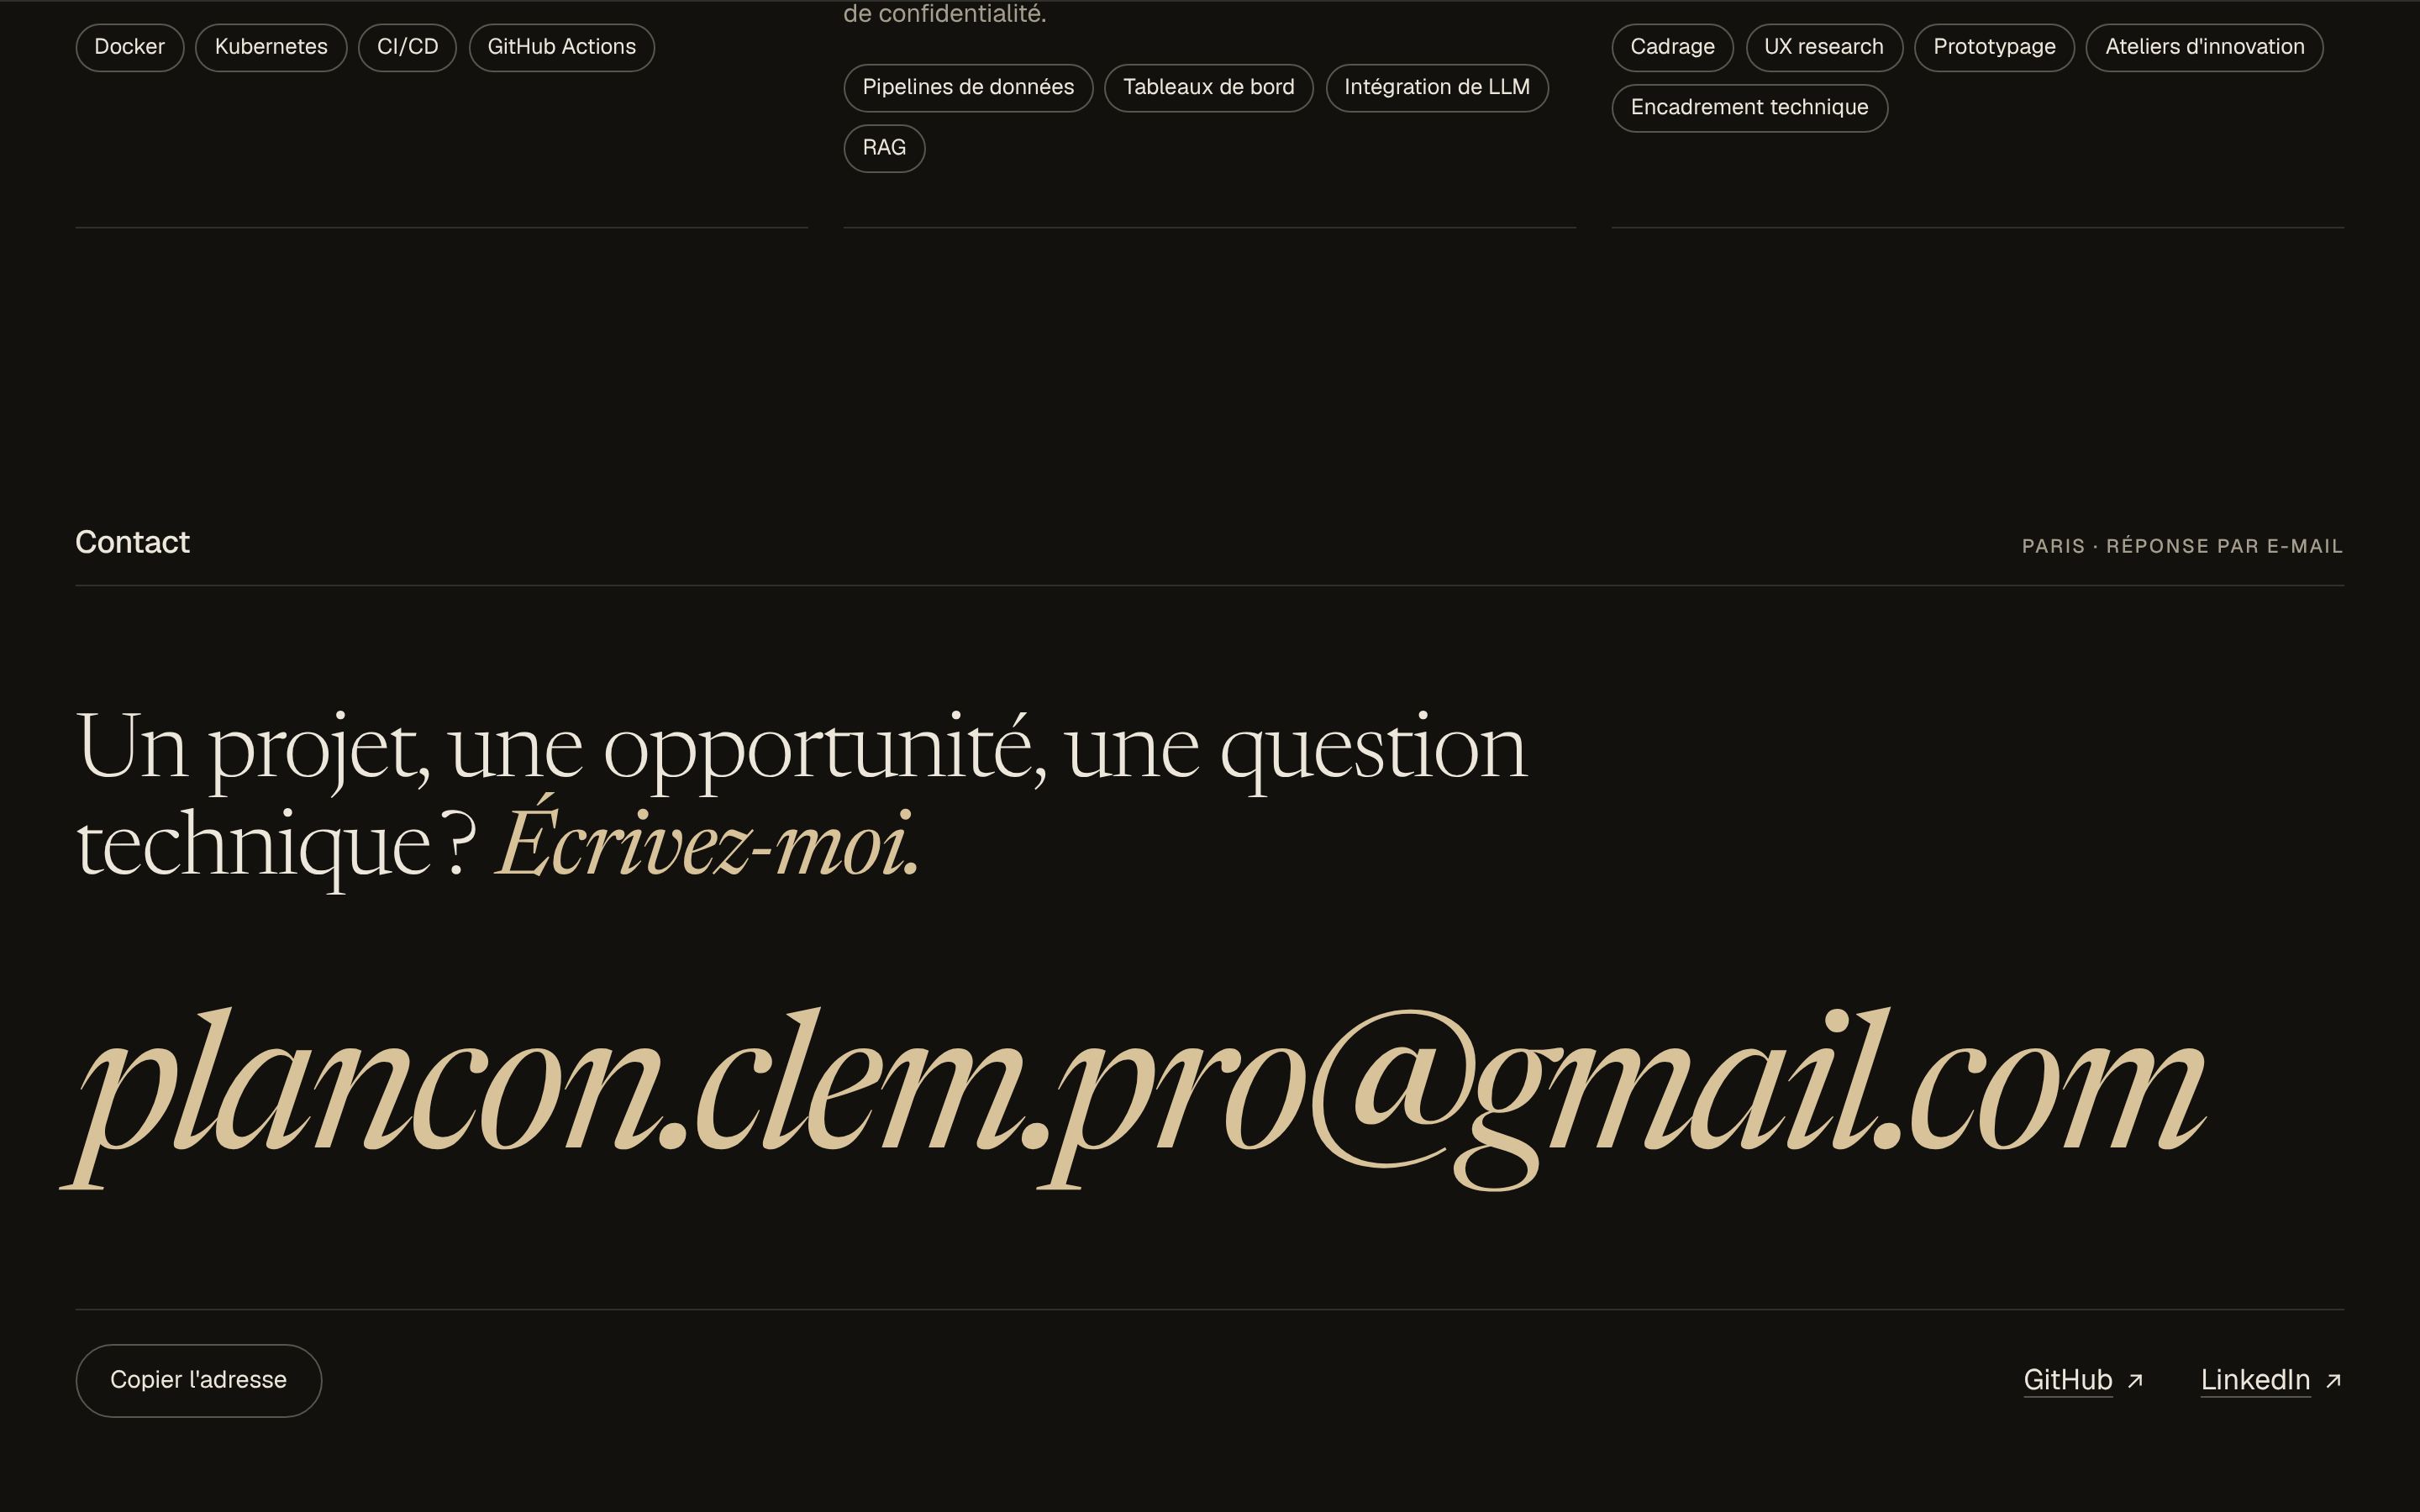 Docker Kubernetes CI/CD GitHub Actions
de confidentialité.
Pipelines de données Tableaux de bord Intégration de LLM
RAG
Cadrage UX research Prototypage Ateliers d'innovation
Encadrement technique
Contact
PARIS · RÉPONSE PAR E-MAIL
Un projet, une opportunité, une question
technique ? Écrivez-moi.
plancon.clem.pro@gmail.com
Copier l'adresse
GitHub ↗ LinkedIn ↗